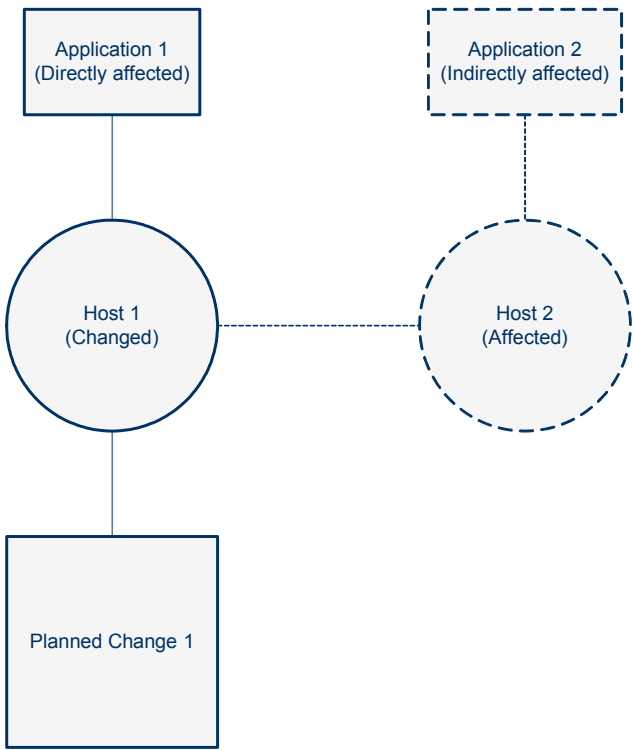 Application 1
(Directly affected)
Application 2
(Indirectly affected)
Host 1
(Changed)
Host 2
(Affected)
Planned Change 1